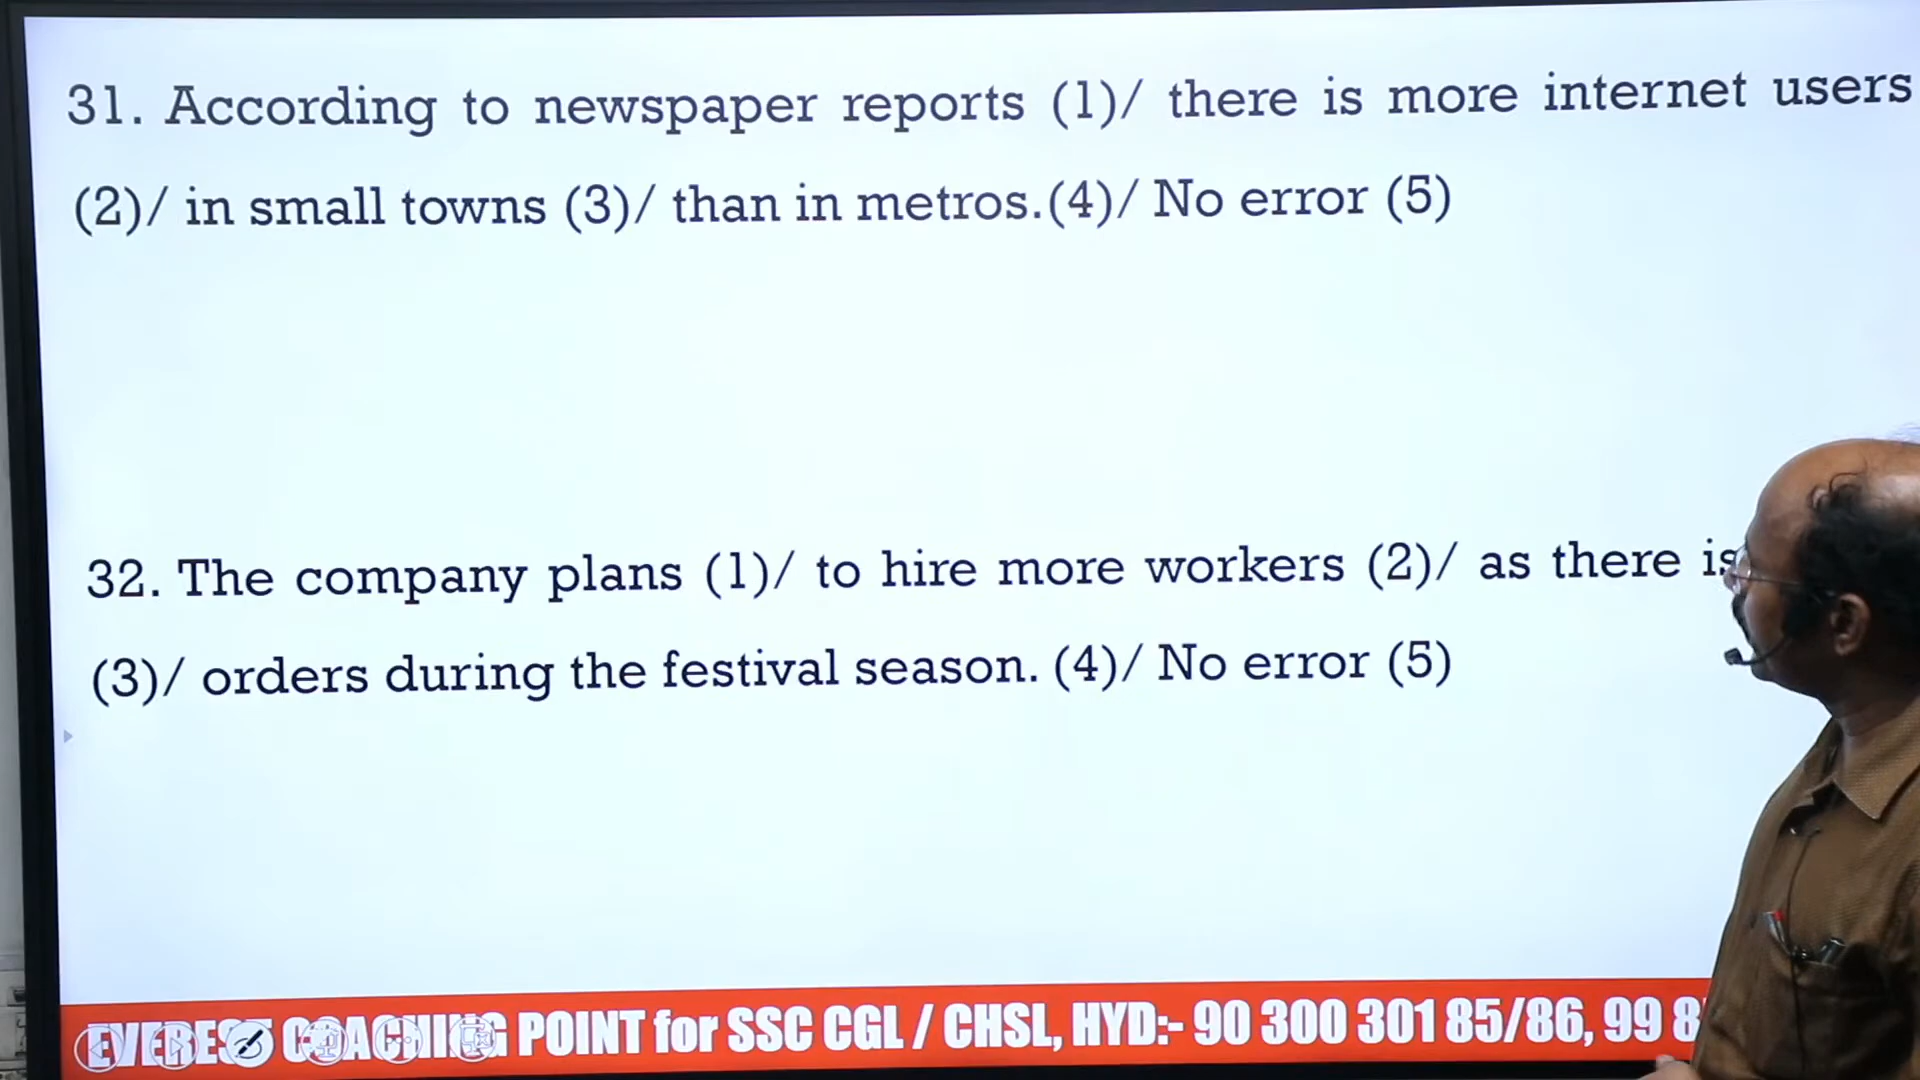 31. According to newspaper reports (1)/ there is more internet users
(2)/ in small towns (3)/ than in metros.(4)/ No error (5)
32. The company plans (1)/ to hire more workers (2)/ as there is
(3)/ orders during the festival season. (4)/ No error (5)
EVEREST COACHING POINT for SSC CGL / CHSL, HYD:- 90 300 301 85/86, 99 8